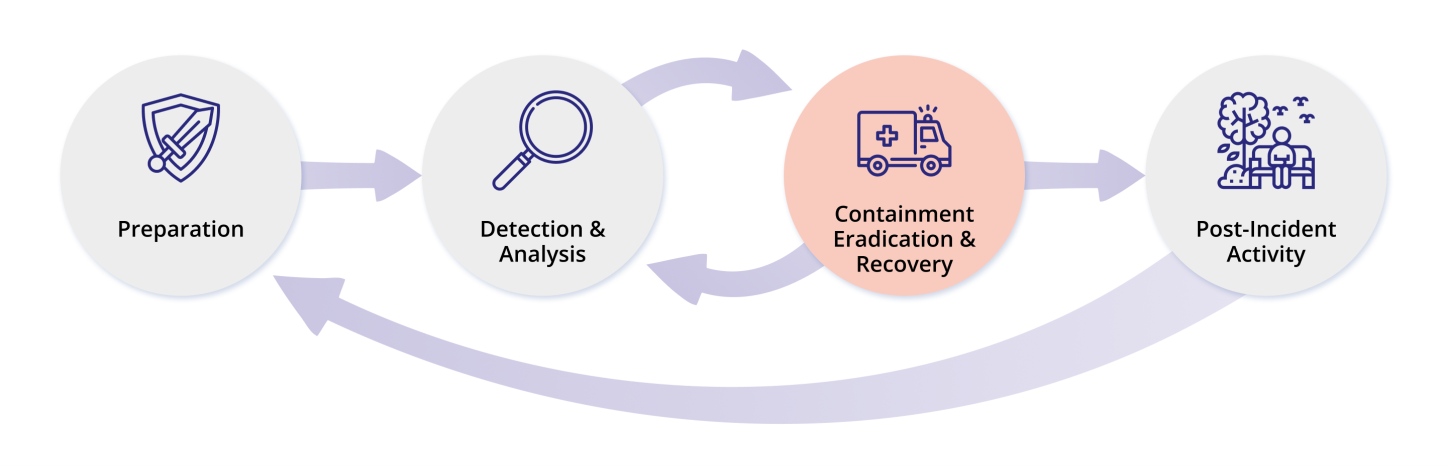 Preparation
Detection &
Analysis
Containment
Eradication &
Recovery
Post-Incident
Activity